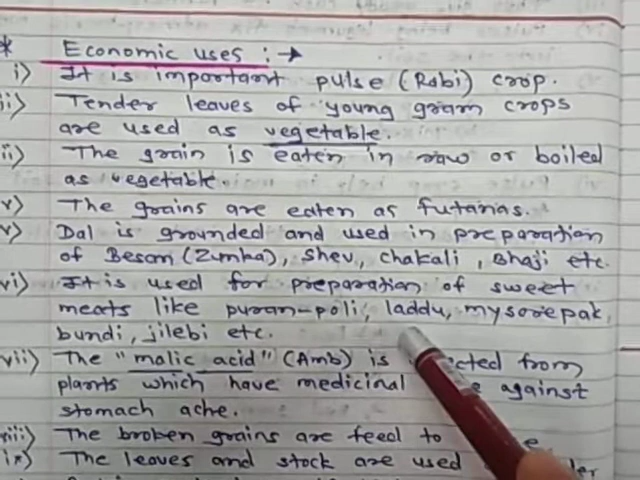 * Economic uses :→
i) It is important pulse (Rabi) crop.
ii) Tender leaves of young gram crops
are used as vegetable.
ii) The grain is eaten in raw or boiled
as vegetable.
v) The grains are eaten as futanas.
v) Dal is grounded and used in preparation
of Besan (Zunka), Shev, chakali, Bhaji etc.
vi) It is used for preparation of sweet
meats like puran-poli, laddu, mysore pak,
bundi, jilebi etc.
vii) The "malic acid" (Amb) is from
plants which have medicinal against
stomach ache.
viii) The broken grains are feed to
ix) The leaves and stock are used